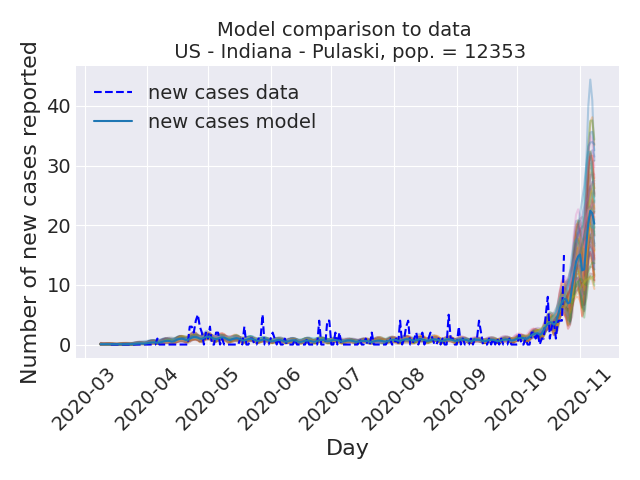 Model comparison to data
US - Indiana - Pulaski, pop. = 12353
Number of new cases reported
40
30
20
10
0
new cases data
new cases model
2020-03
2020-04
2020-05
2020-06
2020-07
2020-08
2020-09
2020-10
2020-11
Day